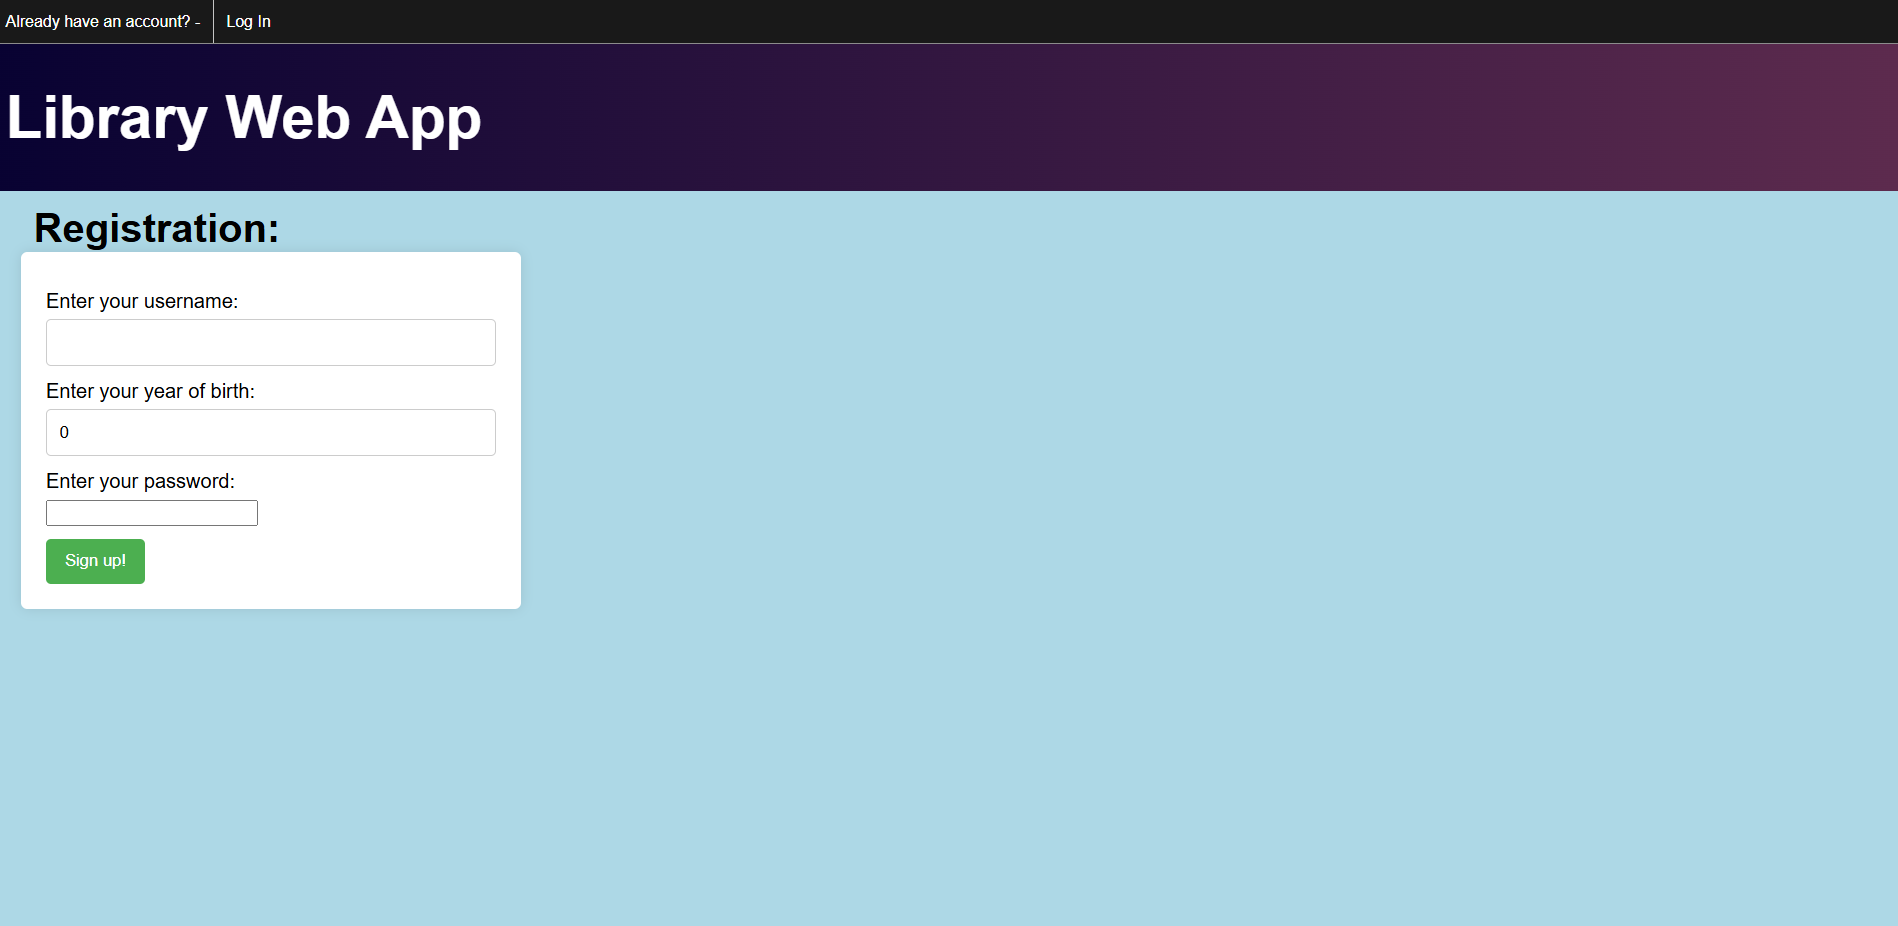 Already have an account? - Log In
Library Web App
Registration:
Enter your username:
Enter your year of birth:
0
Enter your password:
Sign up!